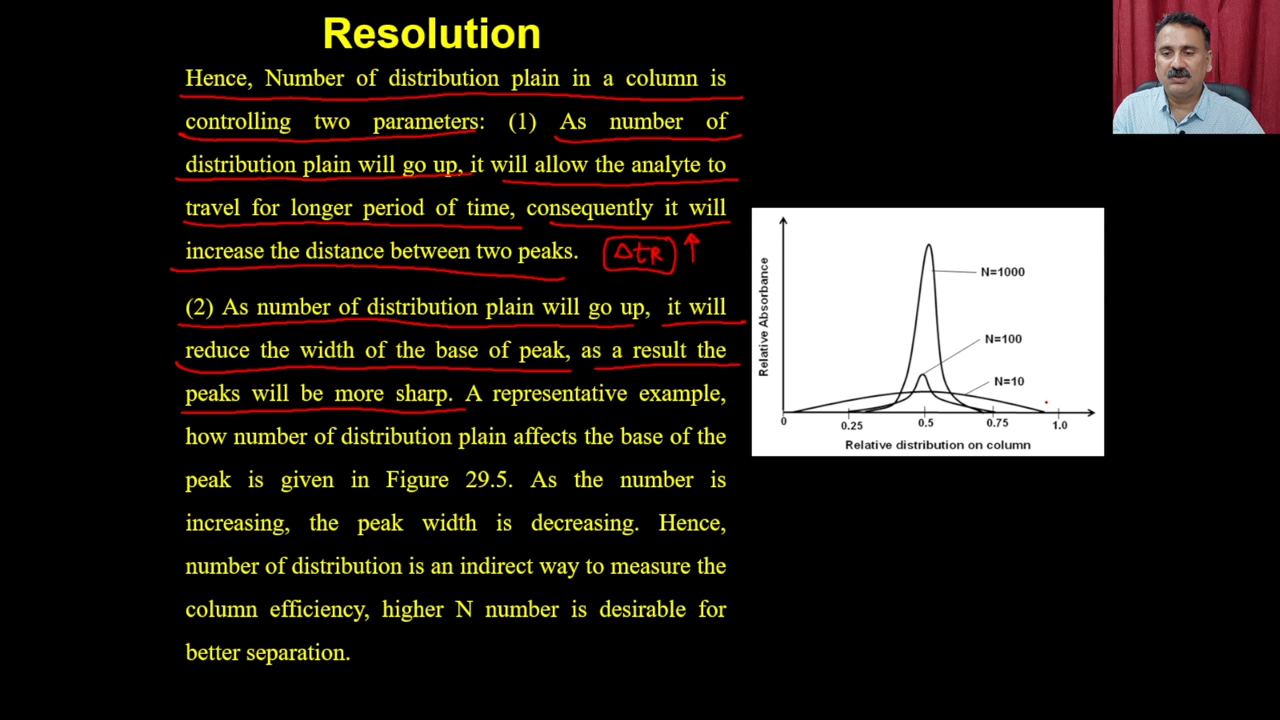 Resolution
Hence, Number of distribution plain in a column is
controlling two parameters: (1) As number of
distribution plain will go up, it will allow the analyte to
travel for longer period of time, consequently it will
increase the distance between two peaks. ΔtR ↑
(2) As number of distribution plain will go up, it will
reduce the width of the base of peak, as a result the
peaks will be more sharp. A representative example,
how number of distribution plain affects the base of the
peak is given in Figure 29.5. As the number is
increasing, the peak width is decreasing. Hence,
number of distribution is an indirect way to measure the
column efficiency, higher N number is desirable for
better separation.
Relative Absorbance
N=1000
N=100
N=10
0 0.25 0.5 0.75 1.0
Relative distribution on column